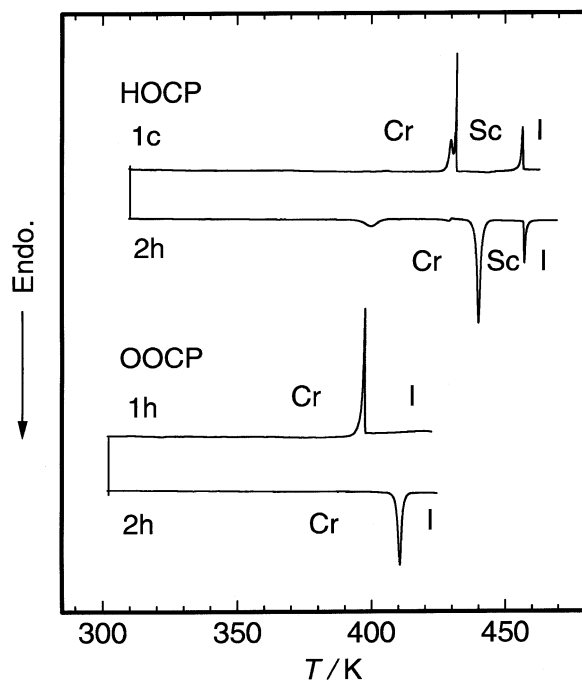 HOCP
1c
Cr Sc I
2h
Cr Sc I
Endo.
OOCP
1h
Cr I
2h
Cr I
300 350 400 450
T / K